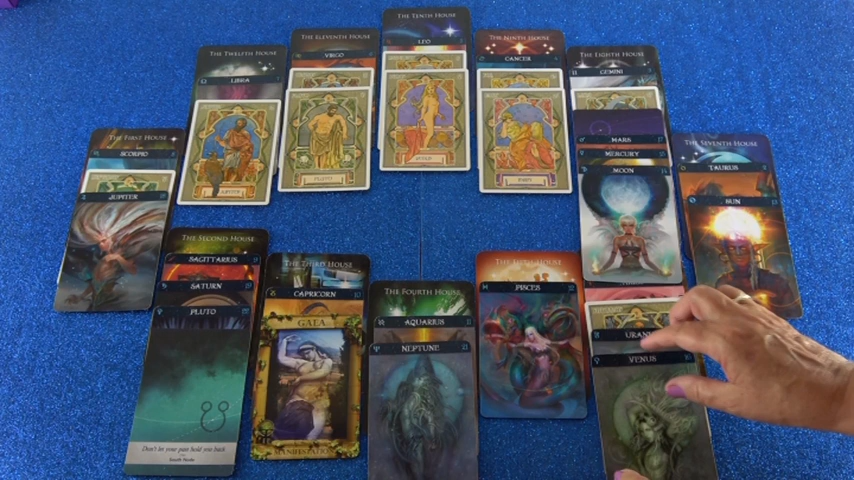 THE TENTH HOUSE
LEO
THE ELEVENTH HOUSE
VIRGO
THE NINTH HOUSE
CANCER
THE TWELFTH HOUSE
LIBRA
THE EIGHTH HOUSE
GEMINI
JUPITER
PLUTO
VENUS
THE FIRST HOUSE
SCORPIO
JUPITER
MARS
MERCURY
MOON
THE SEVENTH HOUSE
TAURUS
SUN
THE SECOND HOUSE
SAGITTARIUS
SATURN
PLUTO
Don't let your past hold you back
South Node
THE THIRD HOUSE
CAPRICORN
GAEA
MANIFESTATION
THE FOURTH HOUSE
AQUARIUS
NEPTUNE
PISCES
VENUS